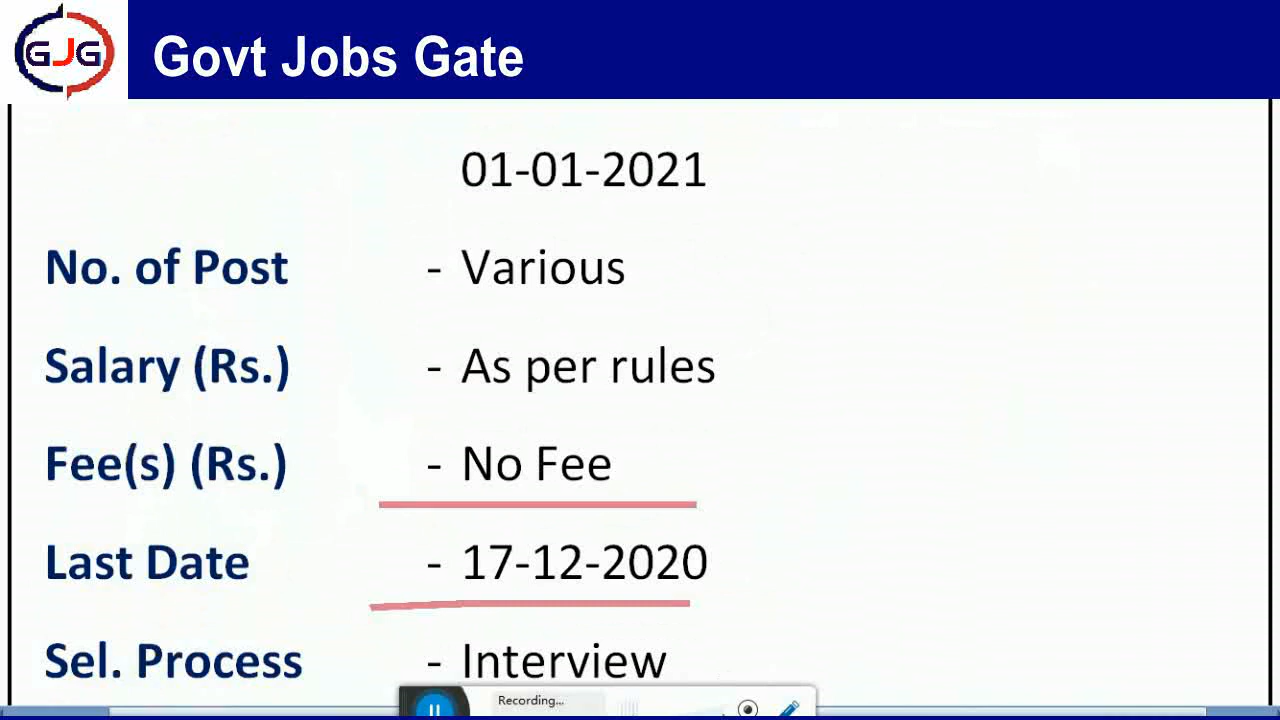 GJG Govt Jobs Gate
01-01-2021
No. of Post - Various
Salary (Rs.) - As per rules
Fee(s) (Rs.) - No Fee
Last Date - 17-12-2020
Sel. Process - Interview
Recording...